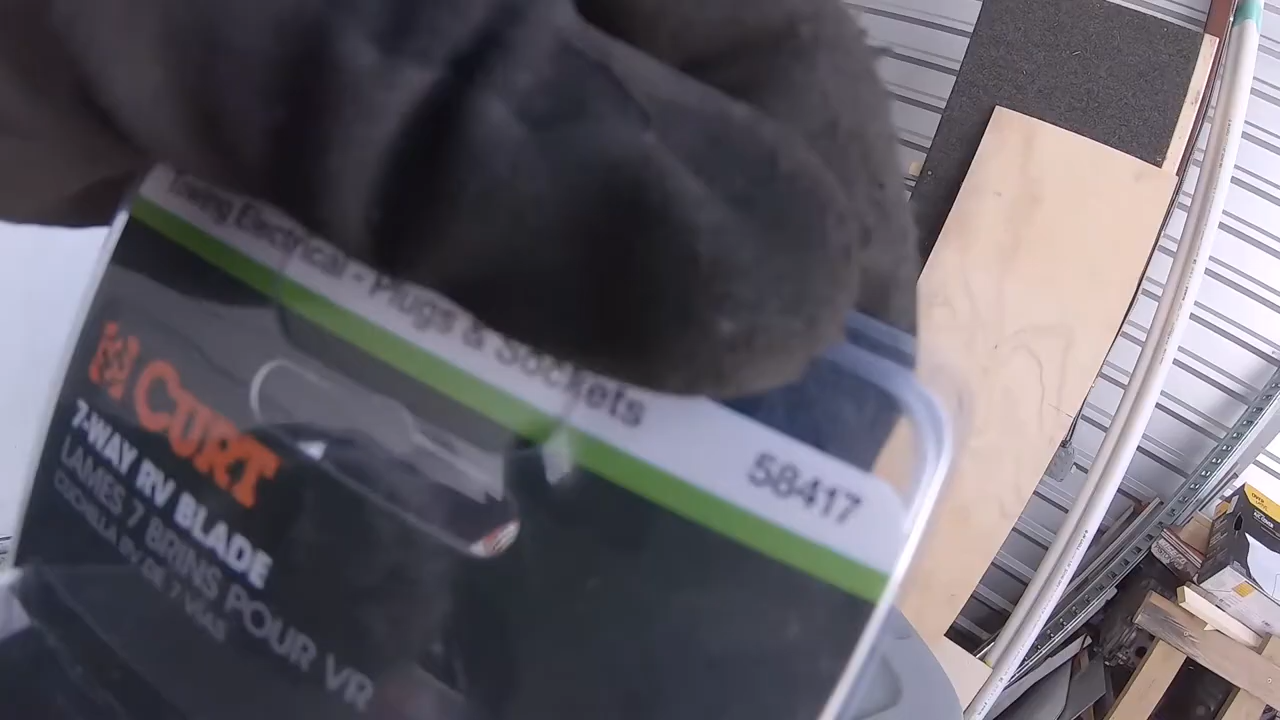 Towing Electrical - Plugs & Sockets
58417
CURT
7-WAY RV BLADE
LAMES 7 BRINS POUR VR
CUCHILLA RV DE 7 VÍAS